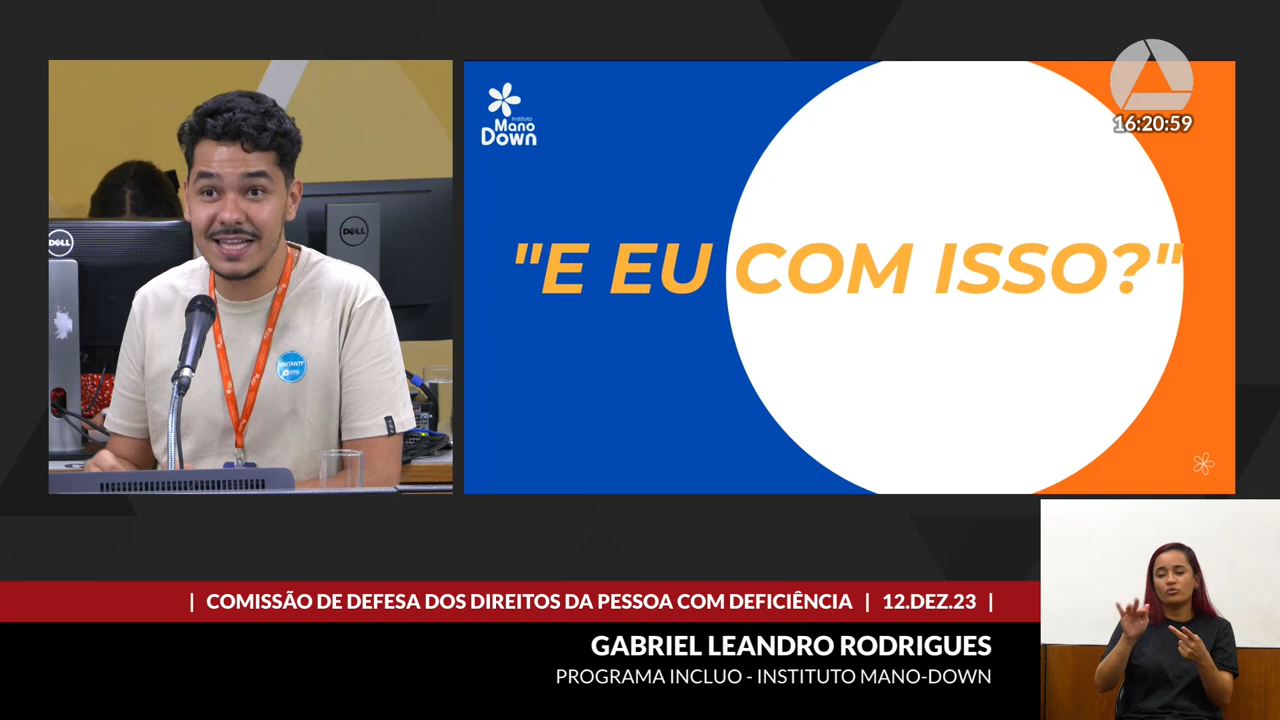 Instituto
Mano
Down
16:20:59
"E EU COM ISSO?"
DELL
DELL
VISITANTE
| COMISSÃO DE DEFESA DOS DIREITOS DA PESSOA COM DEFICIÊNCIA | 12.DEZ.23 |
GABRIEL LEANDRO RODRIGUES
PROGRAMA INCLUO - INSTITUTO MANO-DOWN